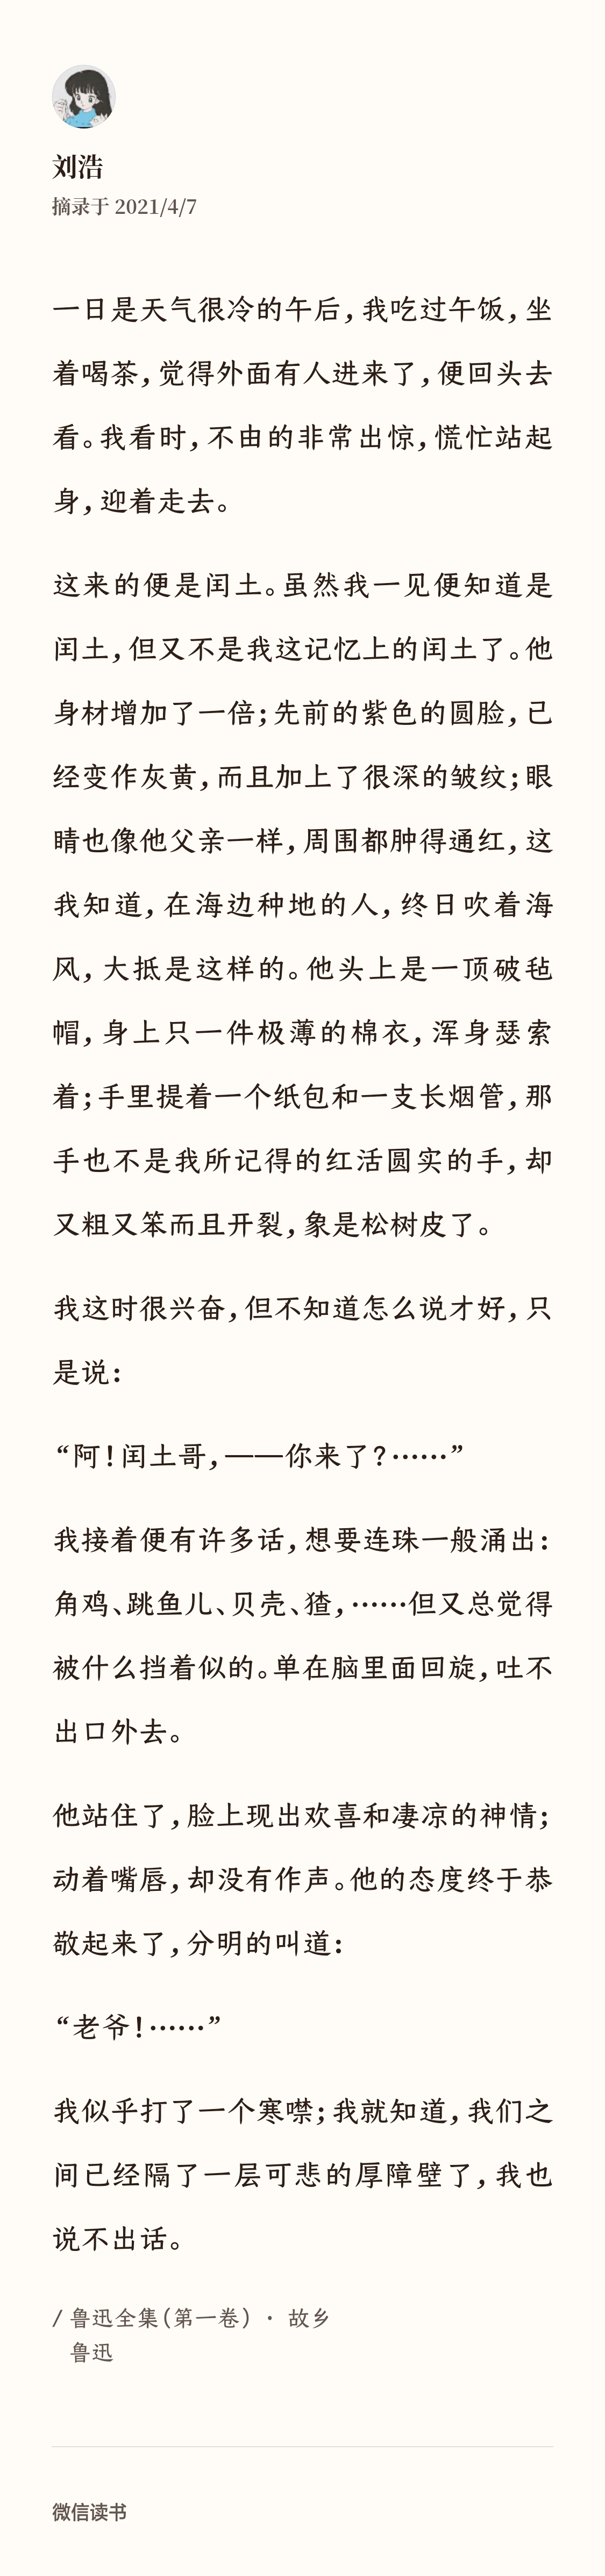 刘浩
摘录于 2021/4/7
一日是天气很冷的午后，我吃过午饭，坐
着喝茶，觉得外面有人进来了，便回头去
看。我看时，不由的非常出惊，慌忙站起
身，迎着走去。
这来的便是闰土。虽然我一见便知道是
闰土，但又不是我这记忆上的闰土了。他
身材增加了一倍；先前的紫色的圆脸，已
经变作灰黄，而且加上了很深的皱纹；眼
睛也像他父亲一样，周围都肿得通红，这
我知道，在海边种地的人，终日吹着海
风，大抵是这样的。他头上是一顶破毡
帽，身上只一件极薄的棉衣，浑身瑟索
着；手里提着一个纸包和一支长烟管，那
手也不是我所记得的红活圆实的手，却
又粗又笨而且开裂，象是松树皮了。
我这时很兴奋，但不知道怎么说才好，只
是说：
“阿！闰土哥，——你来了？……”
我接着便有许多话，想要连珠一般涌出：
角鸡、跳鱼儿、贝壳、猹，……但又总觉得
被什么挡着似的。单在脑里面回旋，吐不
出口外去。
他站住了，脸上现出欢喜和凄凉的神情；
动着嘴唇，却没有作声。他的态度终于恭
敬起来了，分明的叫道：
“老爷！……”
我似乎打了一个寒噤；我就知道，我们之
间已经隔了一层可悲的厚障壁了，我也
说不出话。
/ 鲁迅全集（第一卷） · 故乡
鲁迅
微信读书